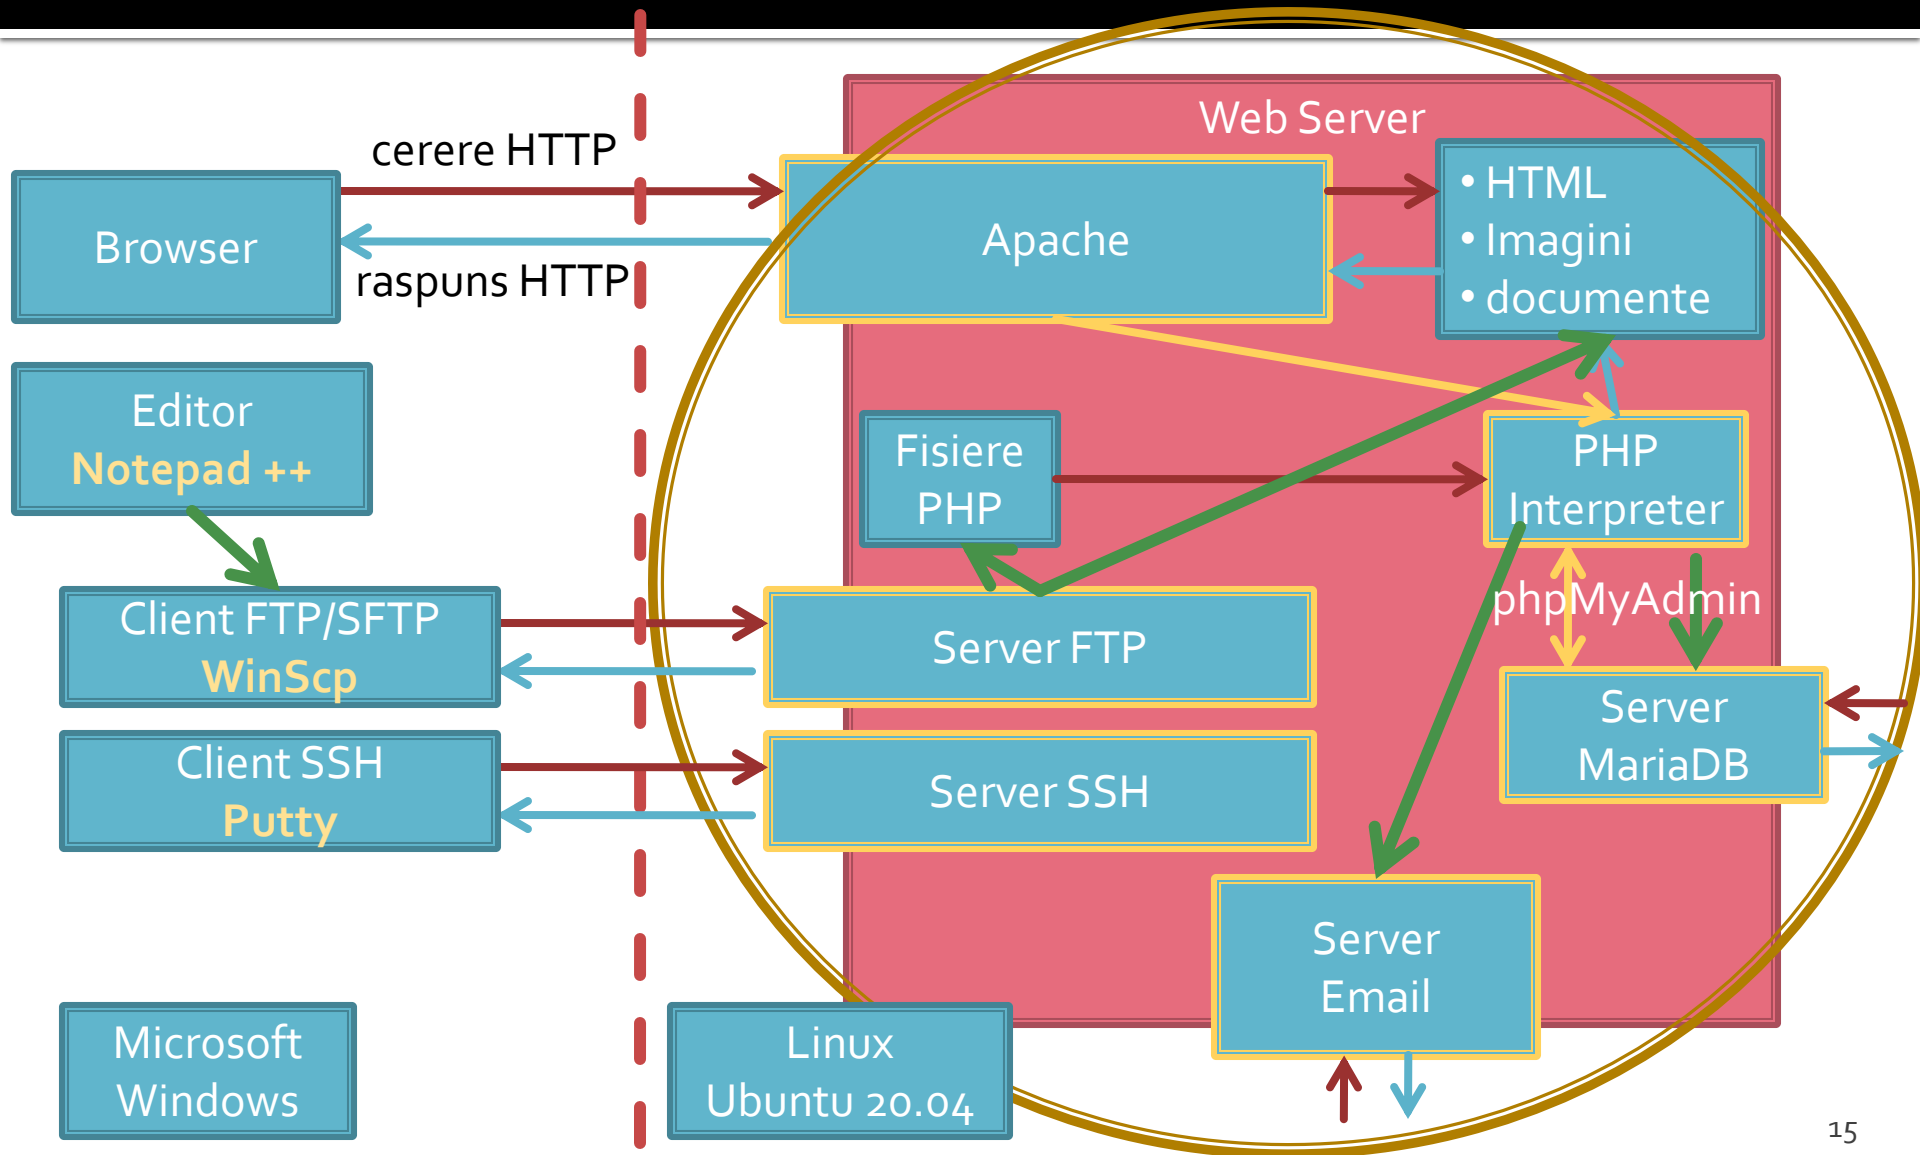 Web Server
cerere HTTP
raspuns HTTP
Browser
Apache
• HTML
• Imagini
• documente
Editor
Notepad ++
Fisiere
PHP
PHP
Interpreter
phpMyAdmin
Client FTP/SFTP
WinScp
Server FTP
Server
MariaDB
Client SSH
Putty
Server SSH
Server
Email
Microsoft
Windows
Linux
Ubuntu 20.04
15